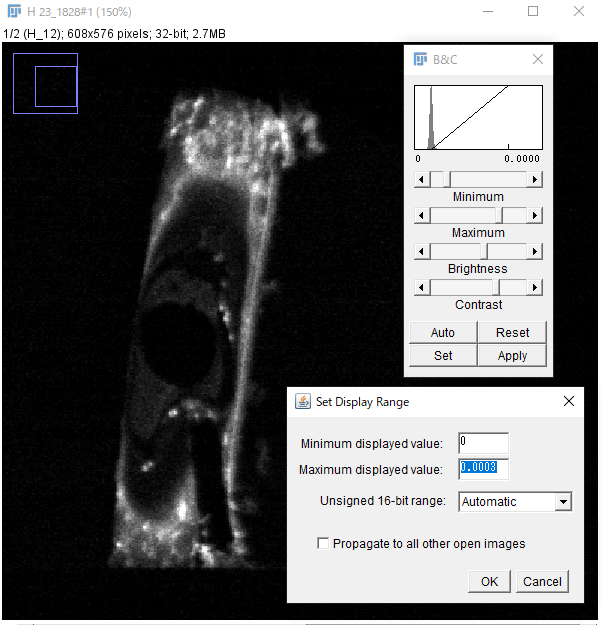 H 23_1828#1 (150%)
1/2 (H_12); 608x576 pixels; 32-bit; 2.7MB
B&C
0 0.0000
Minimum
Maximum
Brightness
Contrast
Auto Reset
Set Apply
Set Display Range
Minimum displayed value: 0
Maximum displayed value: 0.0003
Unsigned 16-bit range: Automatic
Propagate to all other open images
OK Cancel